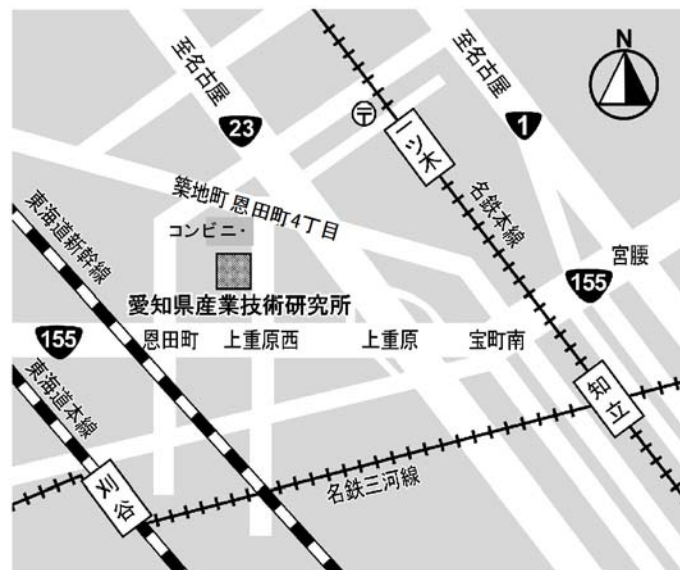 至名古屋
至名古屋
N
23
1
〒
一ツ木
築地町
恩田町4丁目
名鉄本線
コンビニ・
東海道新幹線
宮腰
155
愛知県産業技術研究所
155
恩田町
上重原西
上重原
宝町南
東海道本線
知立
名鉄三河線
刈谷